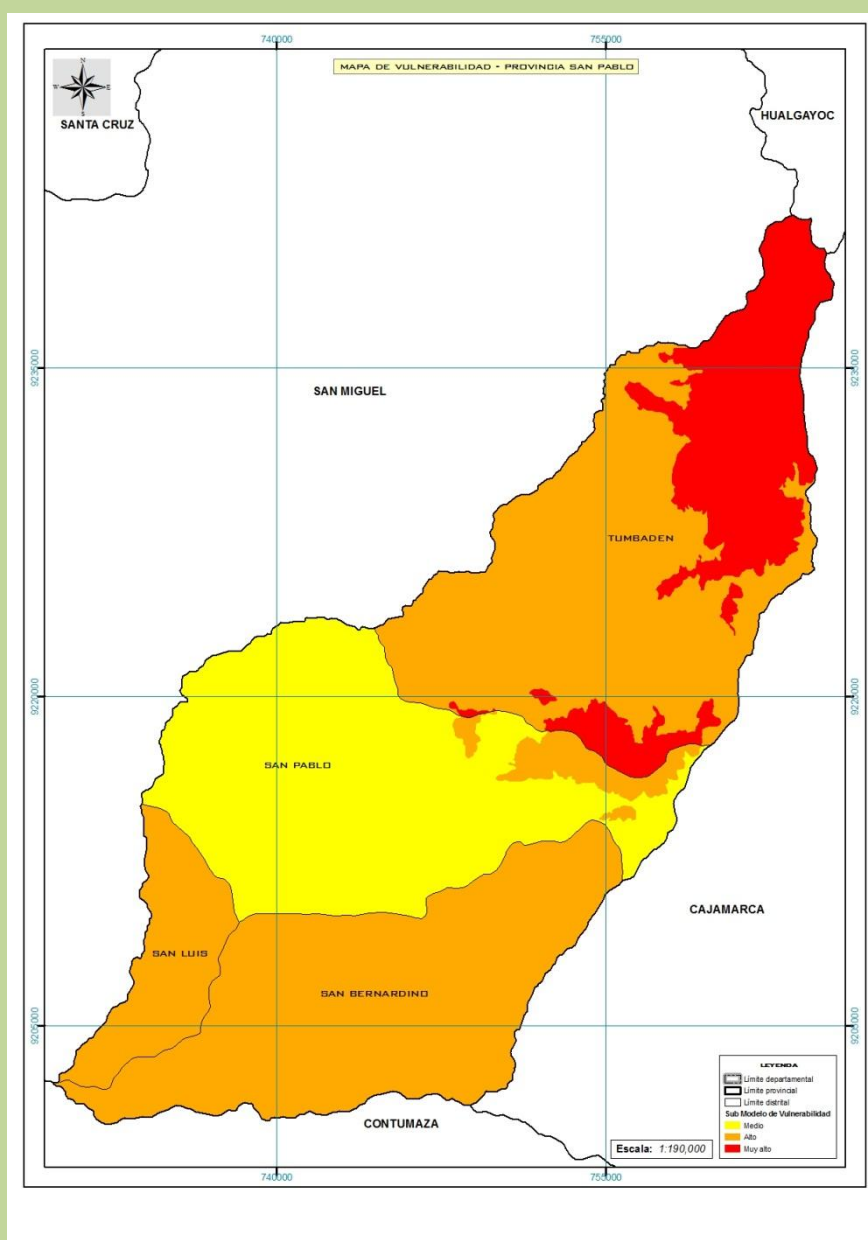 740000
755000
MAPA DE VULNERABILIDAD - PROVINCIA SAN PABLO
N
W
E
S
SANTA CRUZ
HUALGAYOC
9235000
9235000
SAN MIGUEL
TUMBADEN
9220000
9220000
SAN PABLO
CAJAMARCA
SAN LUIS
SAN BERNARDINO
9205000
9205000
CONTUMAZA
LEYENDA
Límite departamental
Límite provincial
Límite distrital
Sub Modelo de Vulnerabilidad
Medio
Alto
Muy alto
Escala: 1:190,000
740000
755000